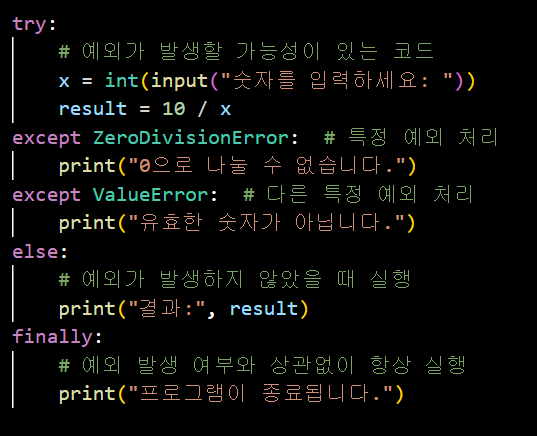 try:
    # 예외가 발생할 가능성이 있는 코드
    x = int(input("숫자를 입력하세요: "))
    result = 10 / x
except ZeroDivisionError:  # 특정 예외 처리
    print("0으로 나눌 수 없습니다.")
except ValueError:  # 다른 특정 예외 처리
    print("유효한 숫자가 아닙니다.")
else:
    # 예외가 발생하지 않았을 때 실행
    print("결과:", result)
finally:
    # 예외 발생 여부와 상관없이 항상 실행
    print("프로그램이 종료됩니다.")